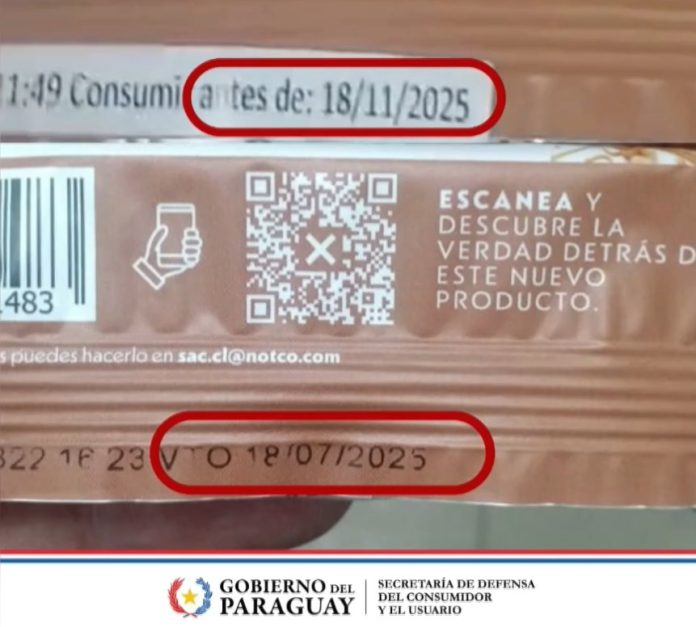 11:49 Consumi antes de: 18/11/2025
ESCANEA Y
DESCUBRE LA
VERDAD DETRÁS D
ESTE NUEVO
PRODUCTO.
483
s puedes hacerlo en sac.cl@notco.com
322 16 23 VTO 18/07/2025
GOBIERNO DEL
PARAGUAY
SECRETARÍA DE DEFENSA
DEL CONSUMIDOR
Y EL USUARIO